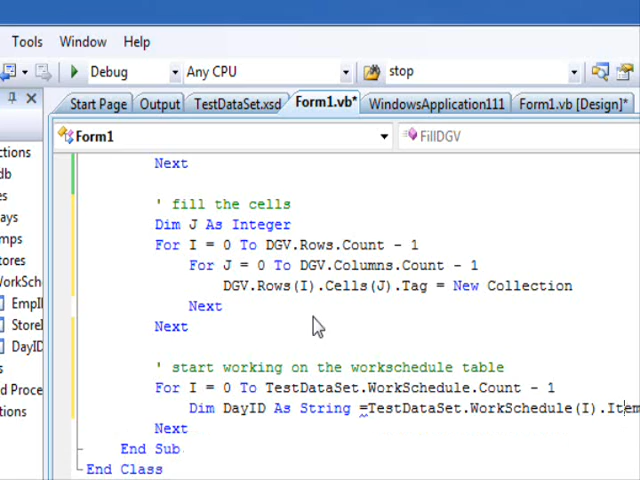 Tools Window Help
Debug Any CPU stop
Start Page Output TestDataSet.xsd Form1.vb* WindowsApplication111 Form1.vb [Design]*
Form1 FillDGV
Next
' fill the cells
Dim J As Integer
For I = 0 To DGV.Rows.Count - 1
For J = 0 To DGV.Columns.Count - 1
DGV.Rows(I).Cells(J).Tag = New Collection
Next
Next
' start working on the workschedule table
For I = 0 To TestDataSet.WorkSchedule.Count - 1
Dim DayID As String =TestDataSet.WorkSchedule(I).Item
Next
End Sub
End Class
ctions
db
es
ays
mps
tores
WorkSche
EmpI
StoreI
DayID
d Proce
tions